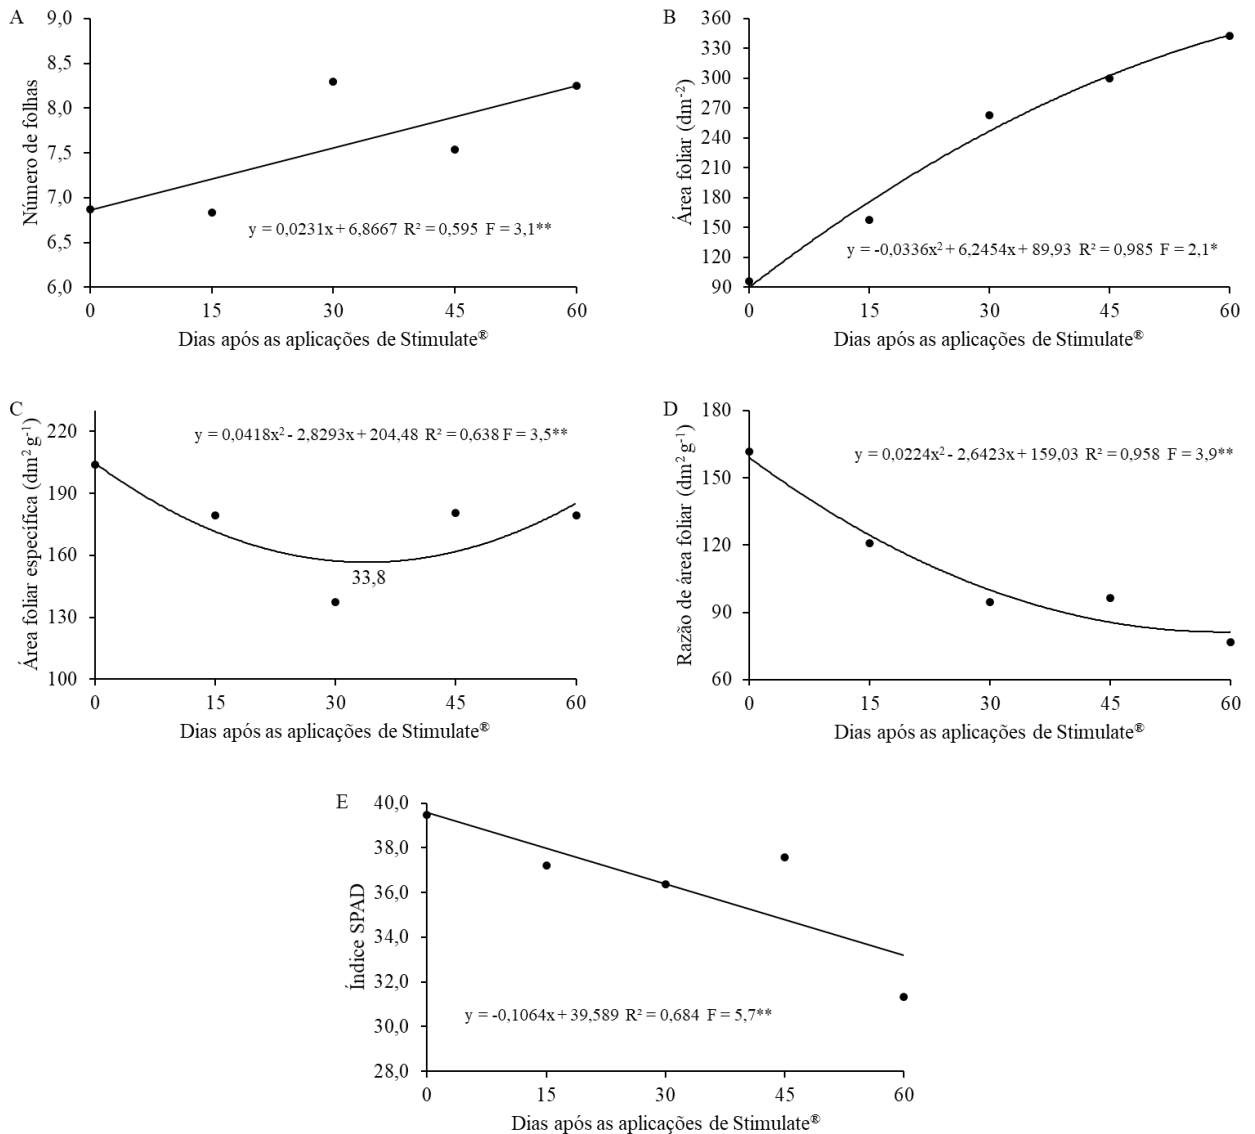 A
Número de folhas
9,0
8,5
8,0
7,5
7,0
6,5
6,0
y = 0,0231x + 6,8667 R² = 0,595 F = 3,1**
0 15 30 45 60
Dias após as aplicações de Stimulate®
B
Área foliar (dm⁻²)
360
330
300
270
240
210
180
150
120
90
y = -0,0336x² + 6,2454x + 89,93 R² = 0,985 F = 2,1*
0 15 30 45 60
Dias após as aplicações de Stimulate®
C
Área foliar específica (dm² g⁻¹)
y = 0,0418x² - 2,8293x + 204,48 R² = 0,638 F = 3,5**
220
190
160
130
100
33,8
0 15 30 45 60
Dias após as aplicações de Stimulate®
D
Razão de área foliar (dm² g⁻¹)
180
150
120
90
60
y = 0,0224x² - 2,6423x + 159,03 R² = 0,958 F = 3,9**
0 15 30 45 60
Dias após as aplicações de Stimulate®
E
Índice SPAD
40,0
38,0
36,0
34,0
32,0
30,0
28,0
y = -0,1064x + 39,589 R² = 0,684 F = 5,7**
0 15 30 45 60
Dias após as aplicações de Stimulate®